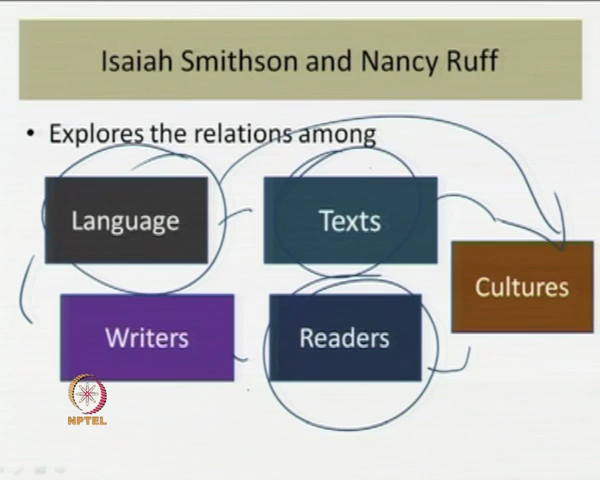 Isaiah Smithson and Nancy Ruff
• Explores the relations among
Language
Texts
Cultures
Writers
Readers
NPTEL